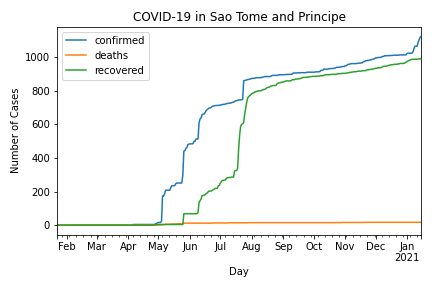 COVID-19 in Sao Tome and Principe
confirmed
deaths
recovered
Number of Cases
1000
800
600
400
200
0
Feb Mar Apr May Jun Jul Aug Sep Oct Nov Dec Jan
2021
Day